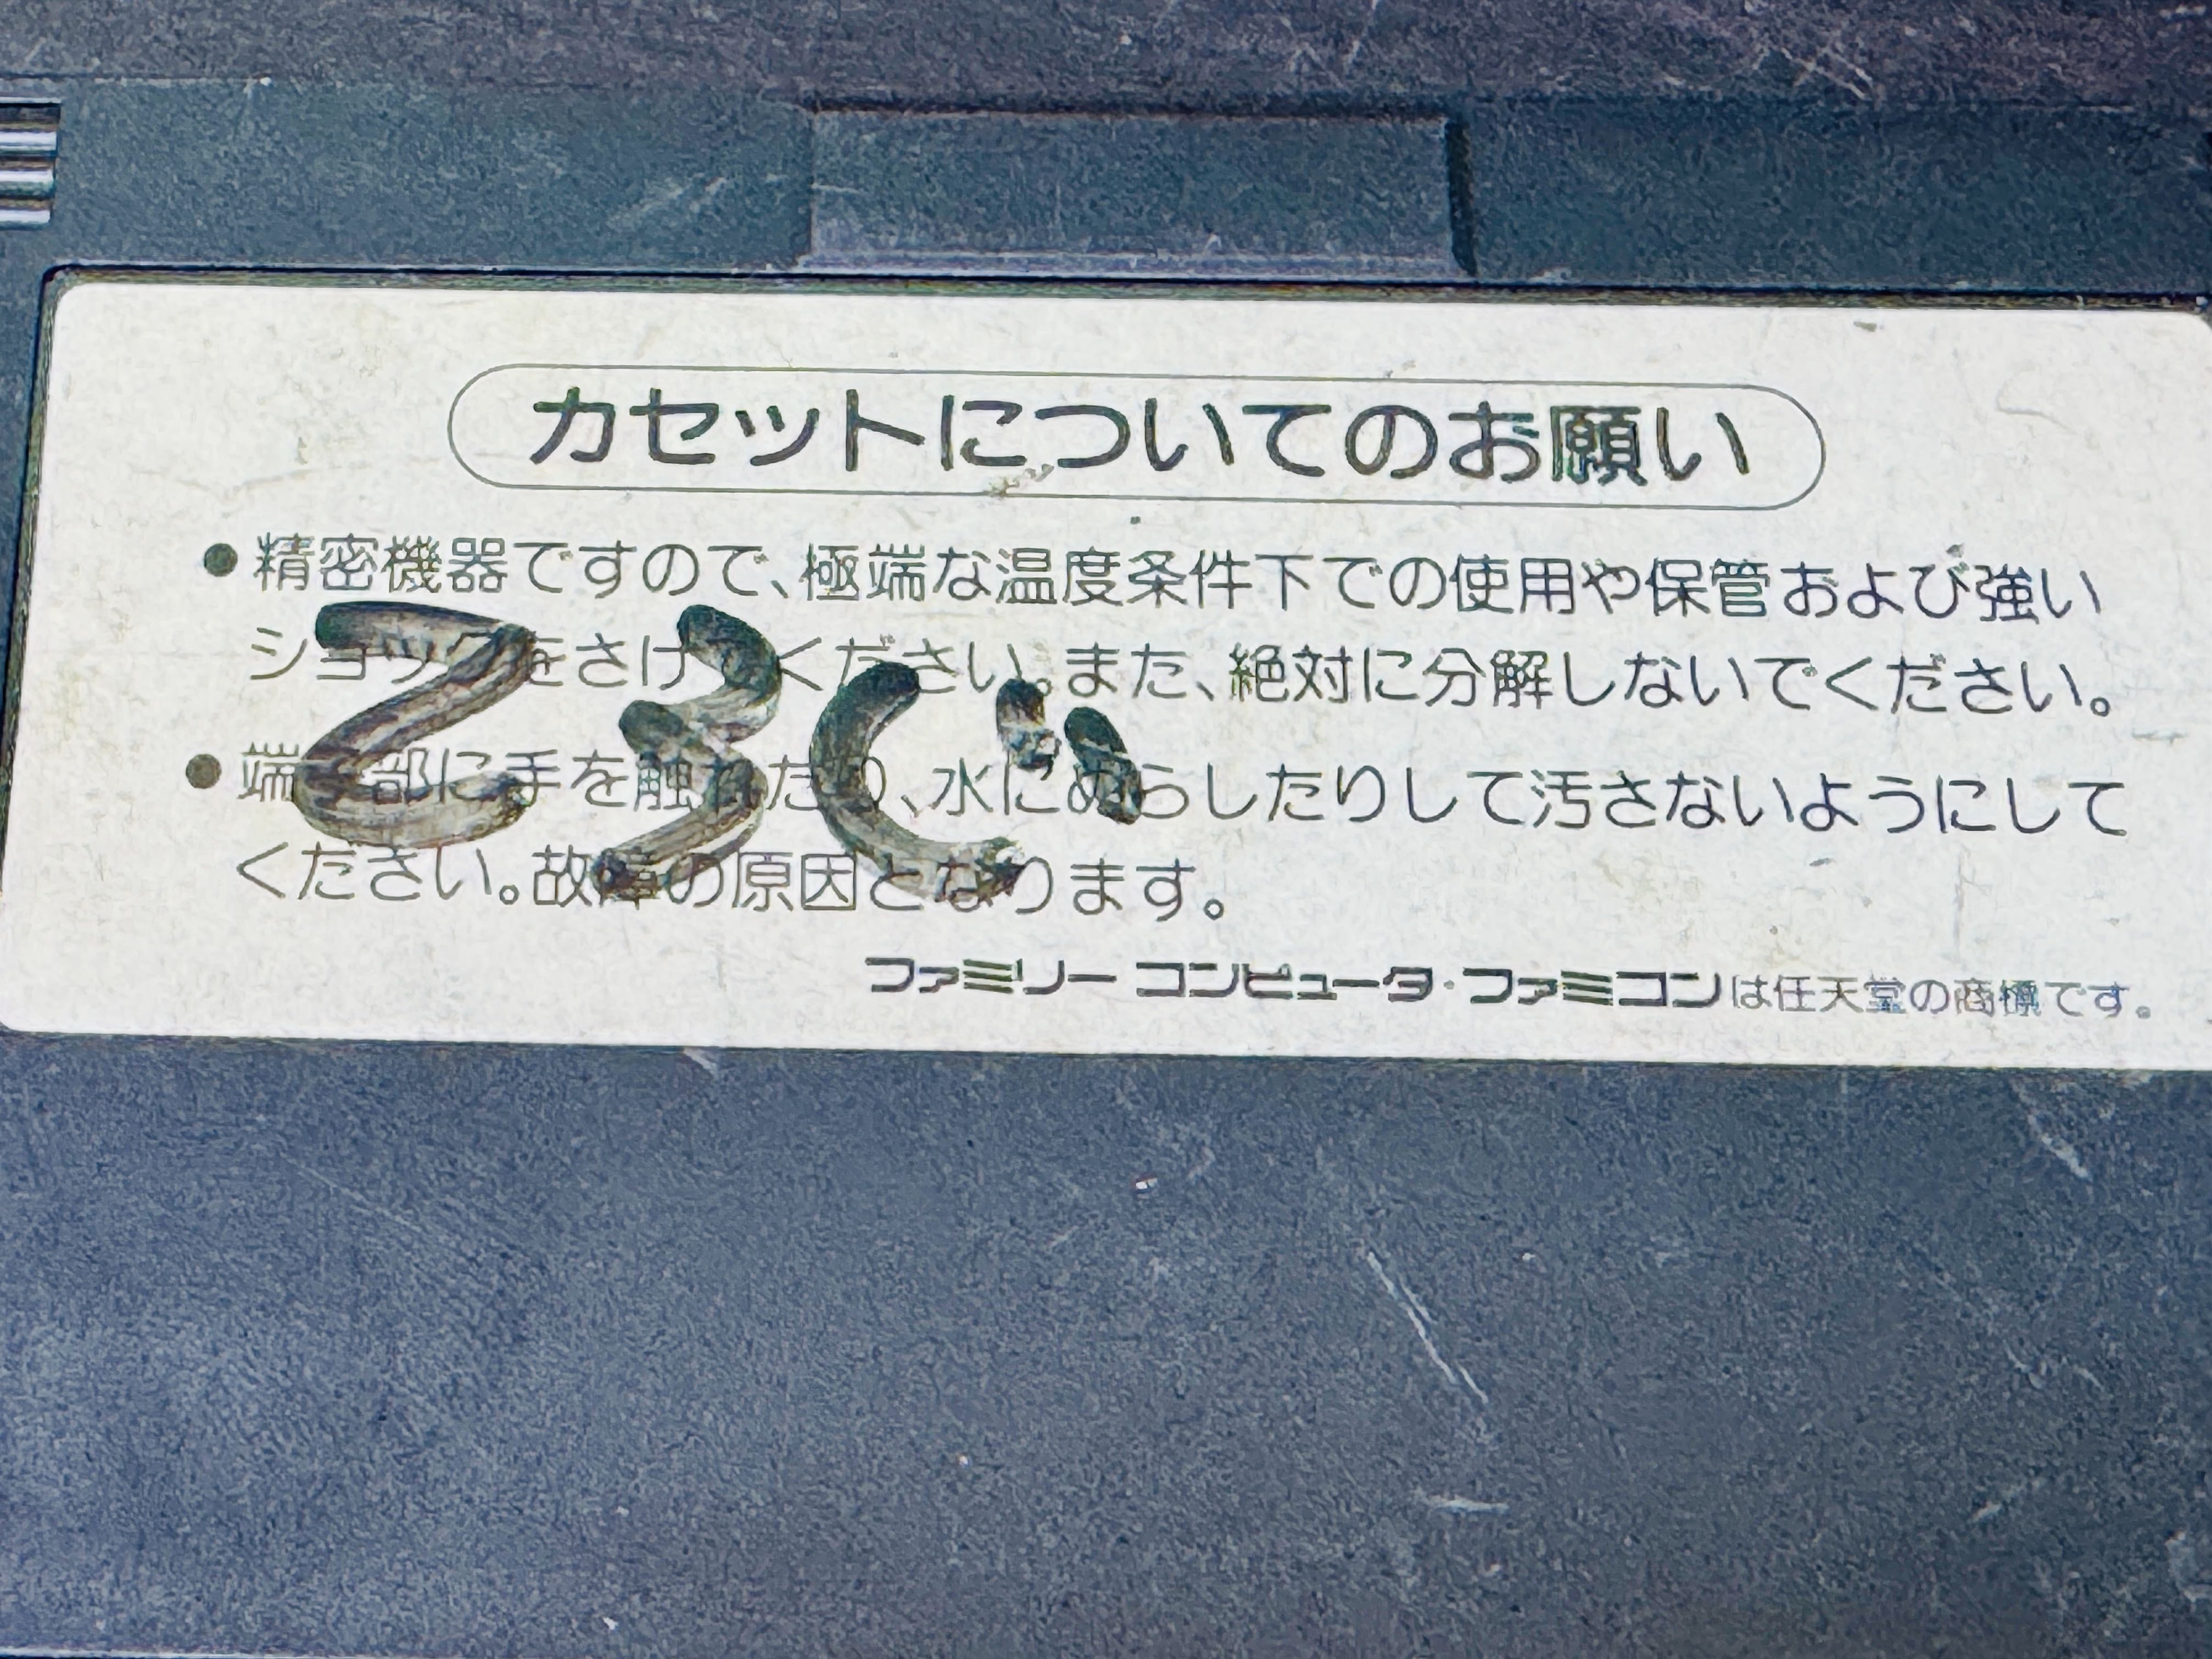 カセットについてのお願い
●精密機器ですので、極端な温度条件下での使用や保管および強い
ショックをさけてください。また、絶対に分解しないでください。
●端子部に手を触れたり、水にぬらしたりして汚さないようにして
ください。故障の原因となります。
ファミリーコンピュータ・ファミコンは任天堂の商標です。